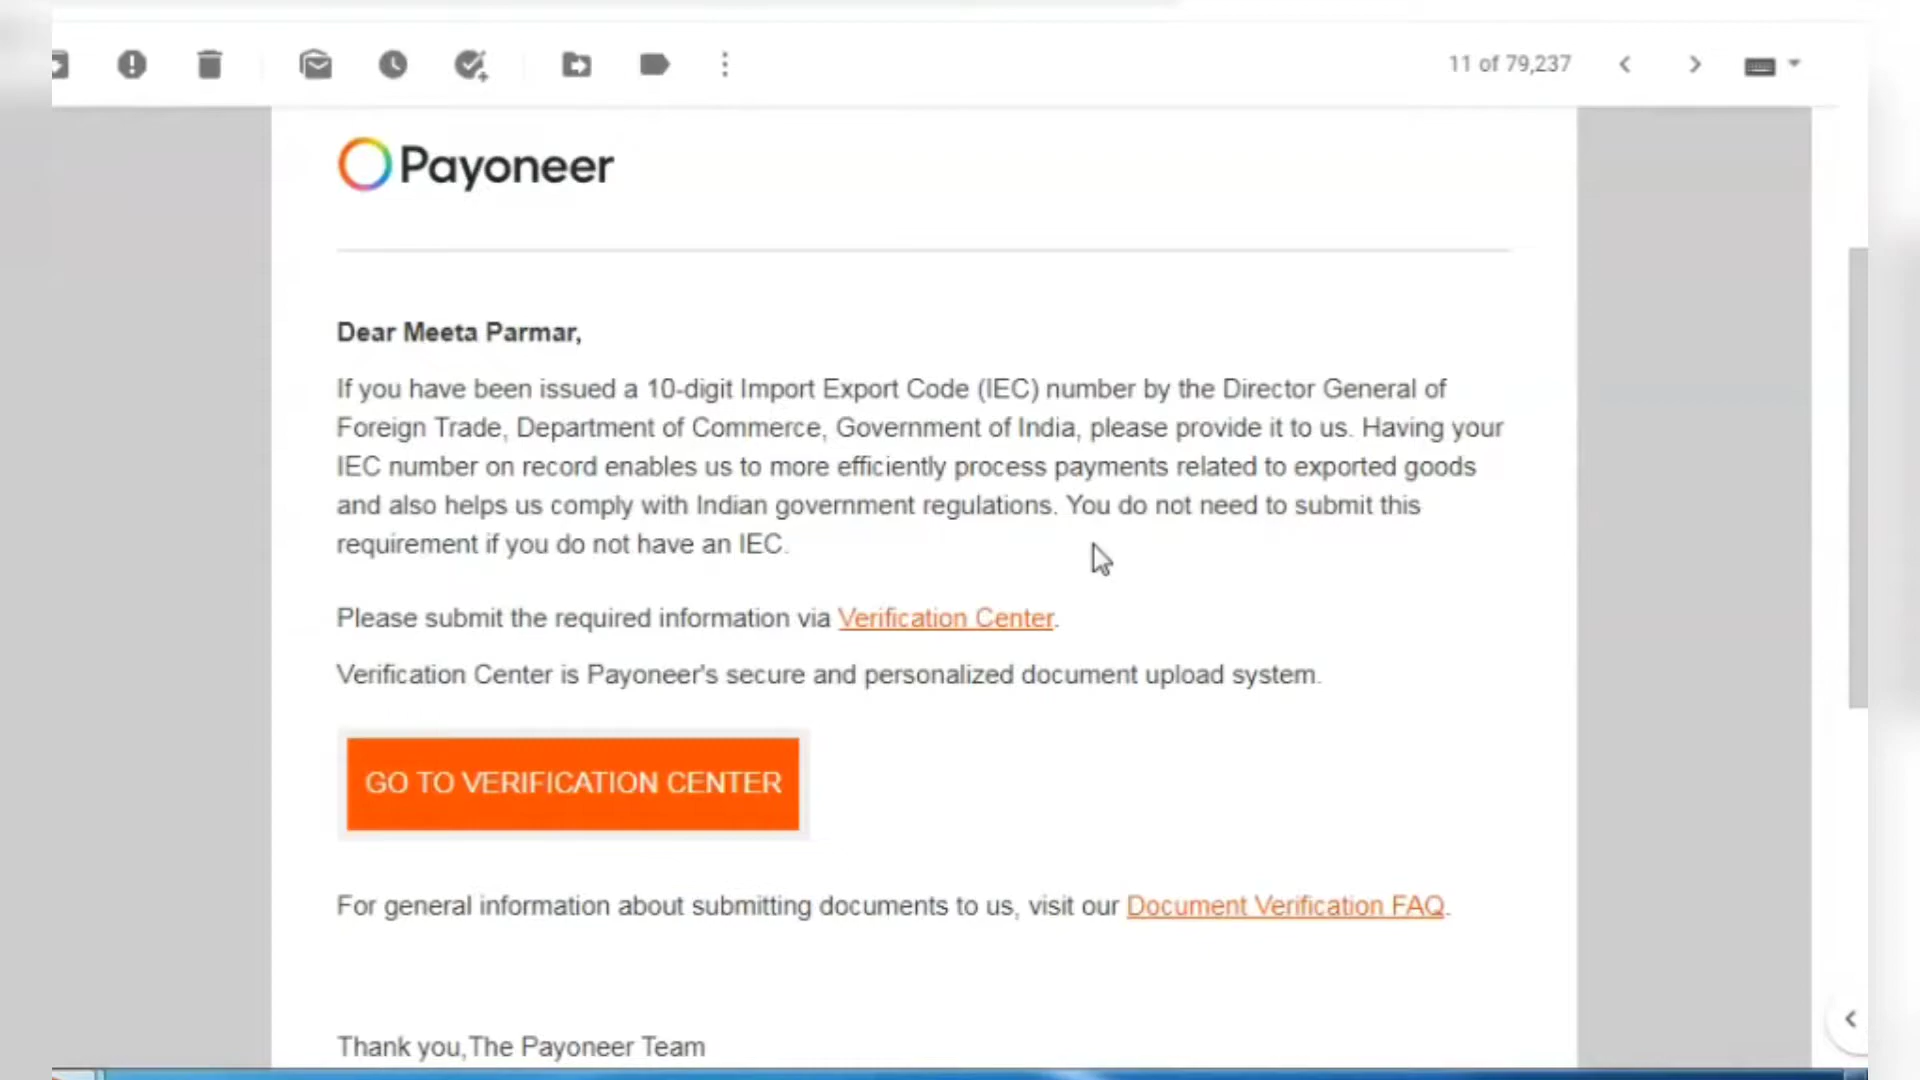 11 of 79,237
Payoneer
Dear Meeta Parmar,
If you have been issued a 10-digit Import Export Code (IEC) number by the Director General of
Foreign Trade, Department of Commerce, Government of India, please provide it to us. Having your
IEC number on record enables us to more efficiently process payments related to exported goods
and also helps us comply with Indian government regulations. You do not need to submit this
requirement if you do not have an IEC.
Please submit the required information via Verification Center.
Verification Center is Payoneer's secure and personalized document upload system.
GO TO VERIFICATION CENTER
For general information about submitting documents to us, visit our Document Verification FAQ.
Thank you,The Payoneer Team